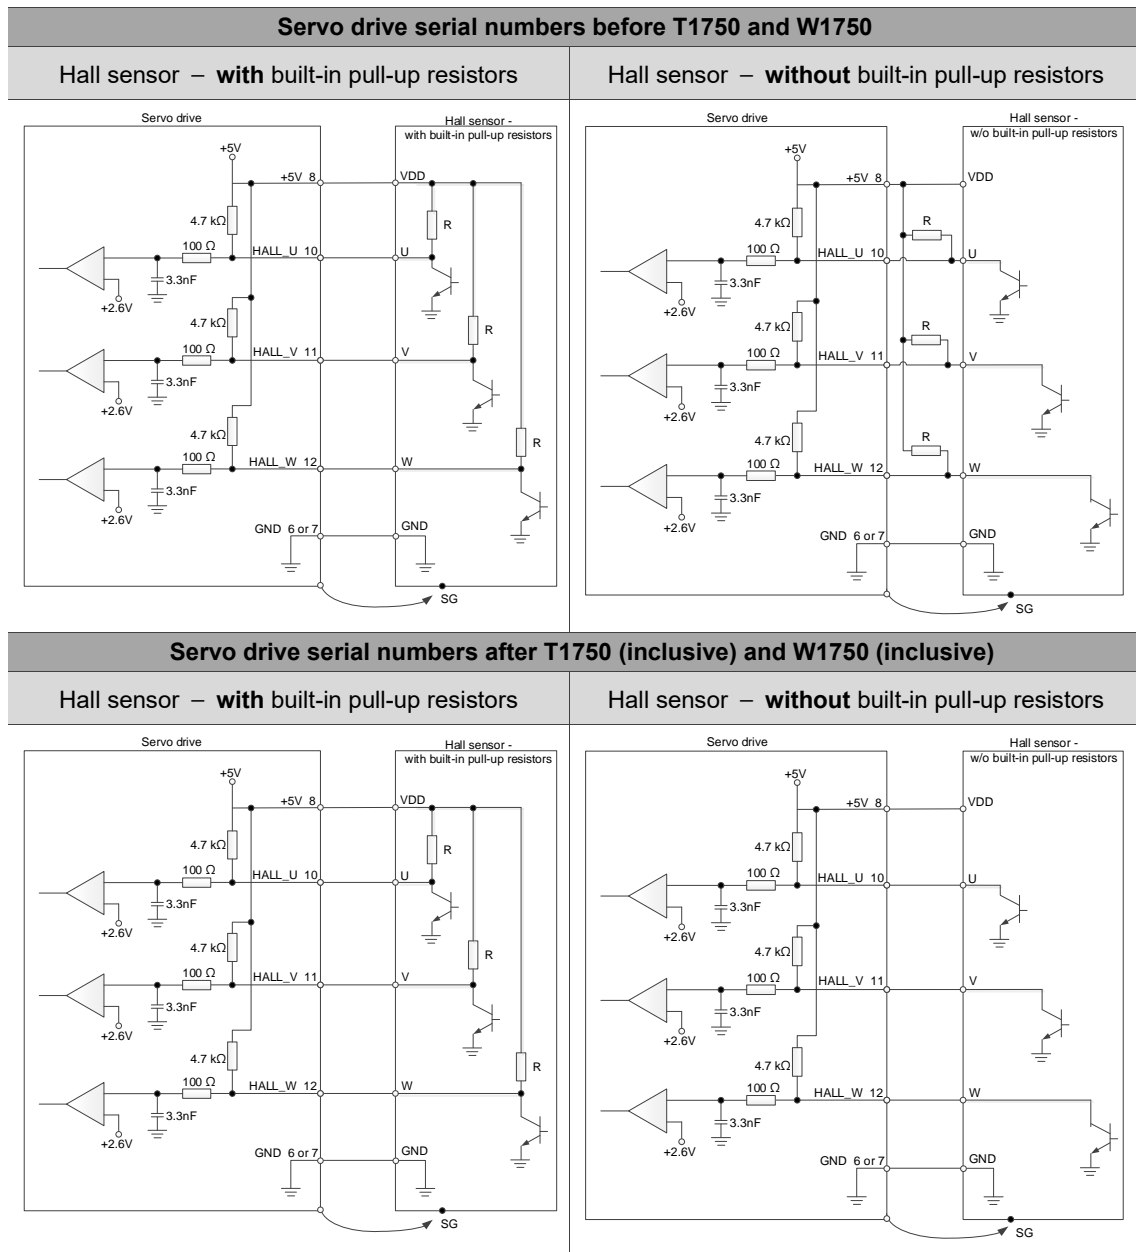 Servo drive serial numbers before T1750 and W1750
Hall sensor – with built-in pull-up resistors
Hall sensor – without built-in pull-up resistors
Servo drive
Hall sensor -
with built-in pull-up resistors
+5V
+5V 8
VDD
4.7 kΩ
R
100 Ω
HALL_U 10
U
3.3nF
+2.6V
4.7 kΩ
R
100 Ω
HALL_V 11
V
3.3nF
+2.6V
4.7 kΩ
R
100 Ω
HALL_W 12
W
3.3nF
+2.6V
GND 6 or 7
GND
SG
Servo drive
Hall sensor -
w/o built-in pull-up resistors
+5V
+5V 8
VDD
4.7 kΩ
R
100 Ω
HALL_U 10
U
3.3nF
+2.6V
4.7 kΩ
R
100 Ω
HALL_V 11
V
3.3nF
+2.6V
4.7 kΩ
R
100 Ω
HALL_W 12
W
3.3nF
+2.6V
GND 6 or 7
GND
SG
Servo drive serial numbers after T1750 (inclusive) and W1750 (inclusive)
Hall sensor – with built-in pull-up resistors
Hall sensor – without built-in pull-up resistors
Servo drive
Hall sensor -
with built-in pull-up resistors
+5V
+5V 8
VDD
4.7 kΩ
R
100 Ω
HALL_U 10
U
3.3nF
+2.6V
4.7 kΩ
R
100 Ω
HALL_V 11
V
3.3nF
+2.6V
4.7 kΩ
R
100 Ω
HALL_W 12
W
3.3nF
+2.6V
GND 6 or 7
GND
SG
Servo drive
Hall sensor -
w/o built-in pull-up resistors
+5V
+5V 8
VDD
4.7 kΩ
100 Ω
HALL_U 10
U
3.3nF
+2.6V
4.7 kΩ
100 Ω
HALL_V 11
V
3.3nF
+2.6V
4.7 kΩ
100 Ω
HALL_W 12
W
3.3nF
+2.6V
GND 6 or 7
GND
SG